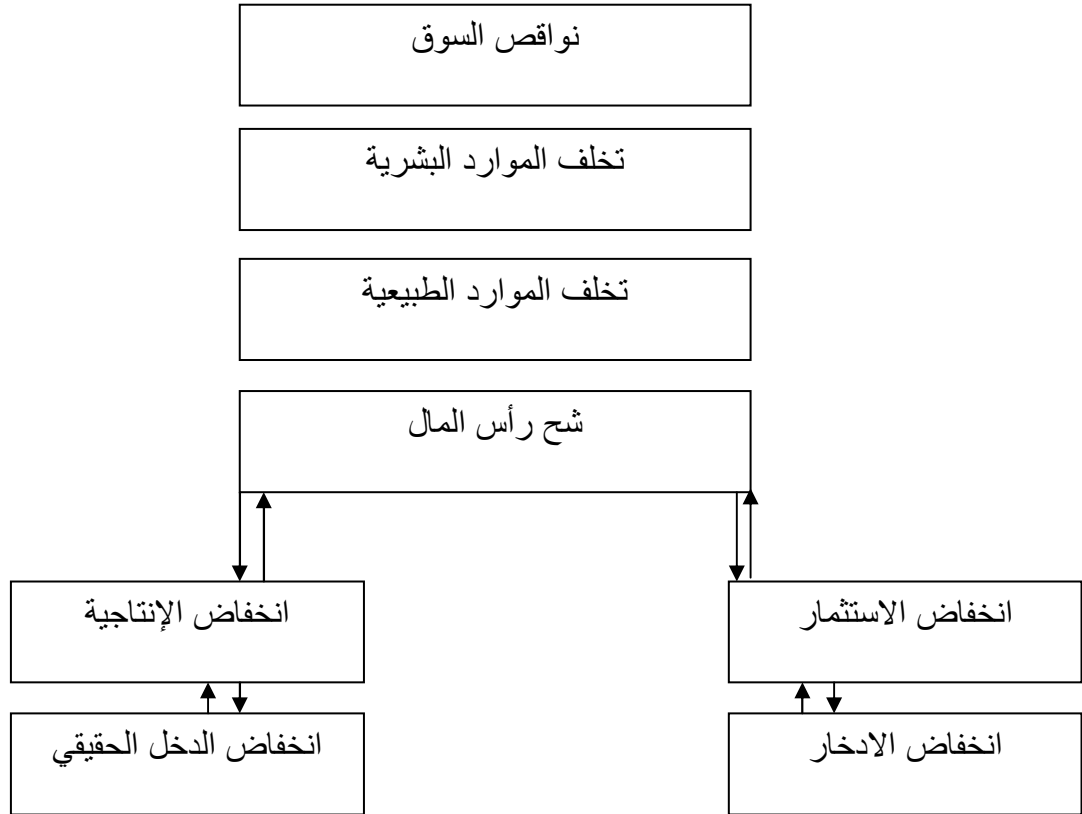 نواقص السوق
تخلف الموارد البشرية
تخلف الموارد الطبيعية
شح رأس المال
انخفاض الاستثمار
انخفاض الإنتاجية
انخفاض الادخار
انخفاض الدخل الحقيقي